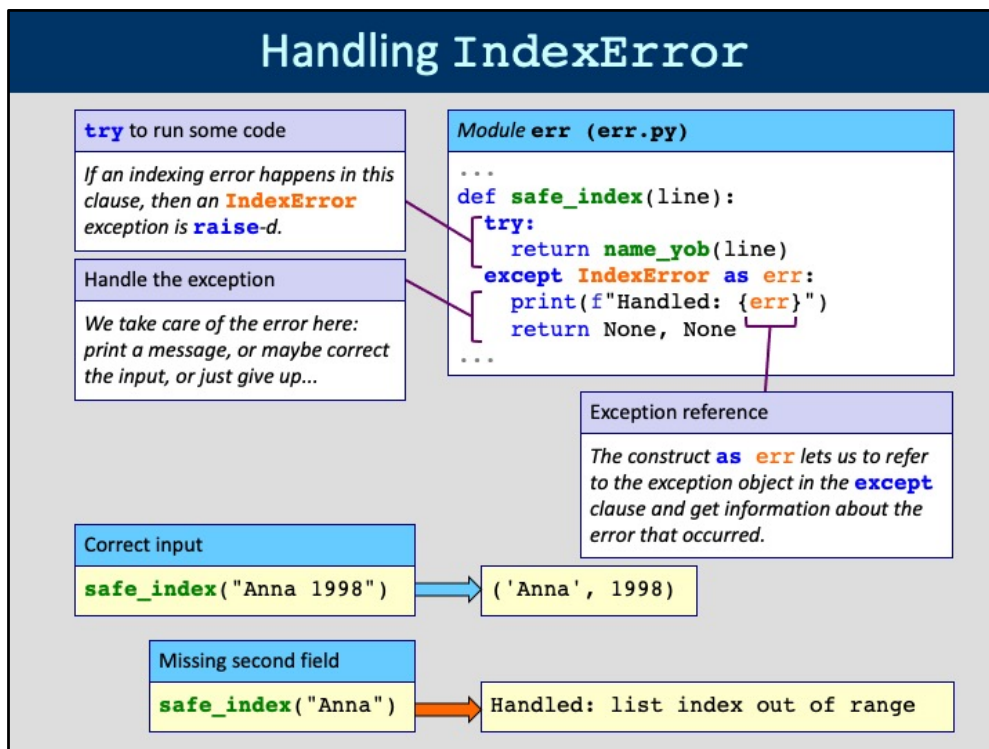 Handling IndexError
try to run some code
If an indexing error happens in this
clause, then an IndexError
exception is raise-d.
Handle the exception
We take care of the error here:
print a message, or maybe correct
the input, or just give up...
Module err (err.py)
...
def safe_index(line):
try:
return name_yob(line)
except IndexError as err:
print(f"Handled: {err}")
return None, None
...
Exception reference
The construct as err lets us to refer
to the exception object in the except
clause and get information about the
error that occurred.
Correct input
safe_index("Anna 1998")
('Anna', 1998)
Missing second field
safe_index("Anna")
Handled: list index out of range